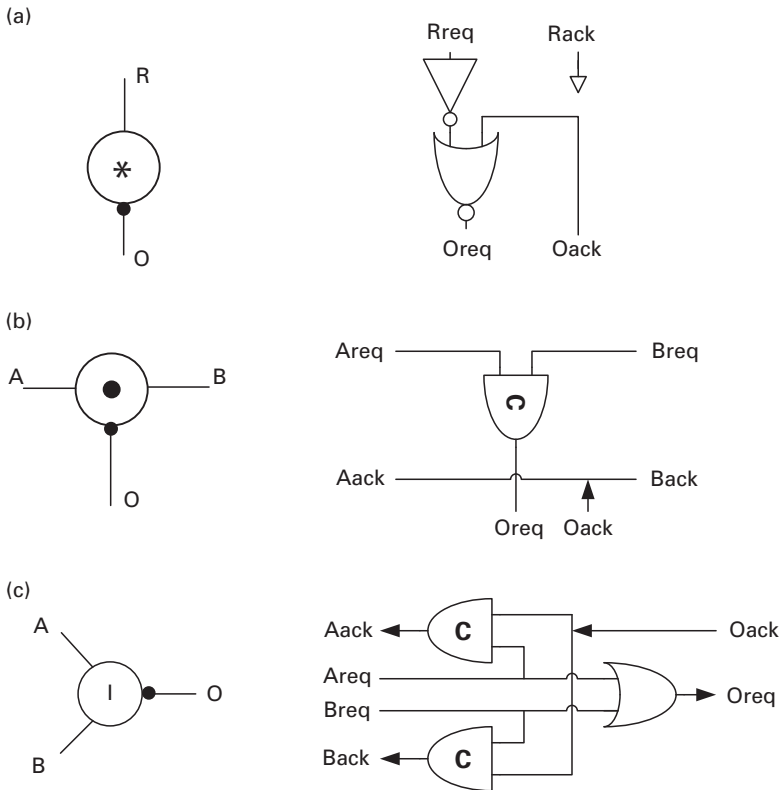 (a)
R
*
O
Rreq Rack
Oreq Oack
(b)
A B
O
Areq Breq
C
Aack Back
Oreq Oack
(c)
A
I O
B
Aack C Oack
Areq
Oreq
Breq
Back C